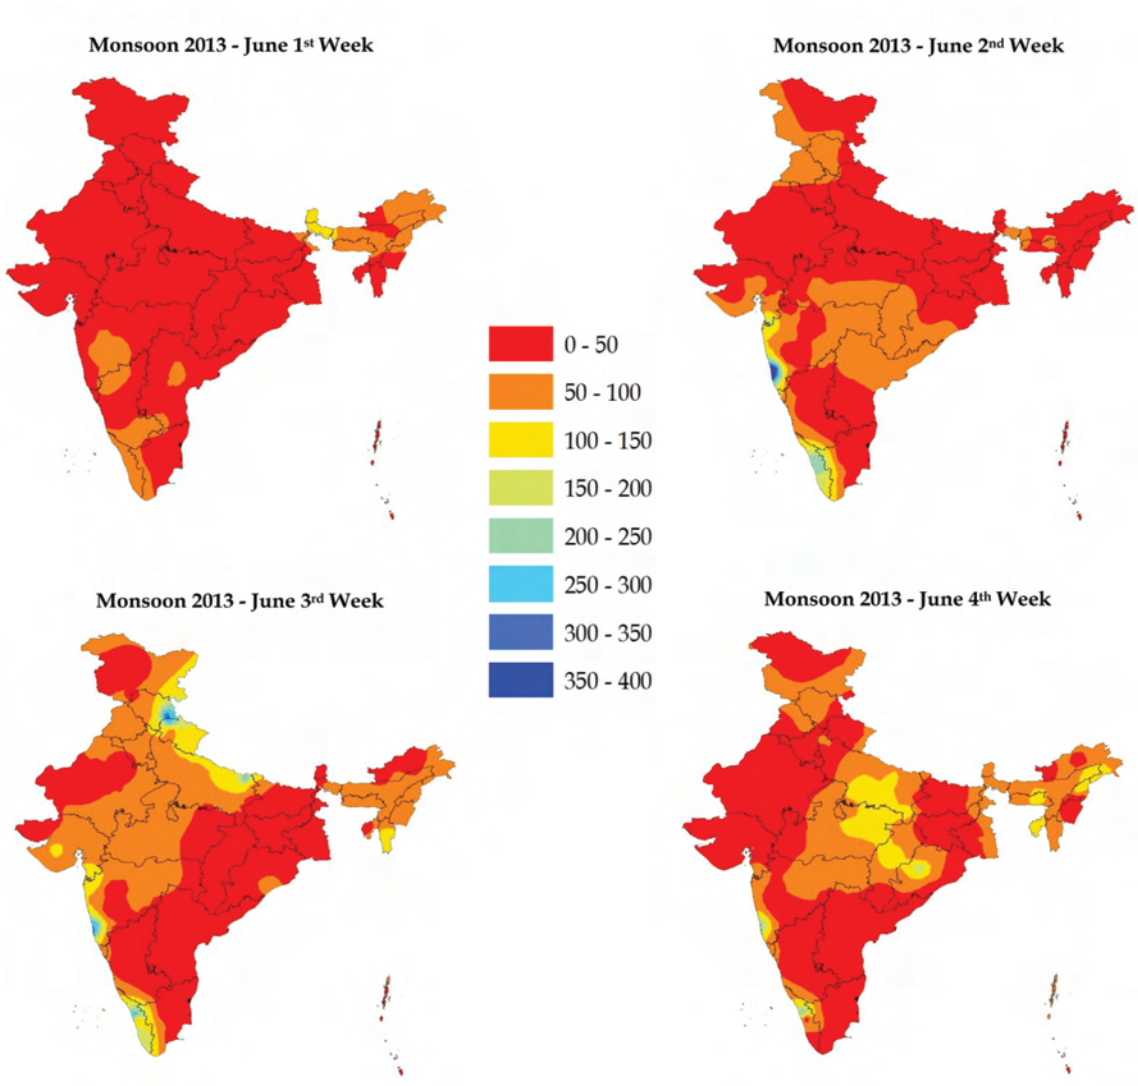 Monsoon 2013 - June 1st Week
Monsoon 2013 - June 2nd Week
0 - 50
50 - 100
100 - 150
150 - 200
200 - 250
250 - 300
300 - 350
350 - 400
Monsoon 2013 - June 3rd Week
Monsoon 2013 - June 4th Week